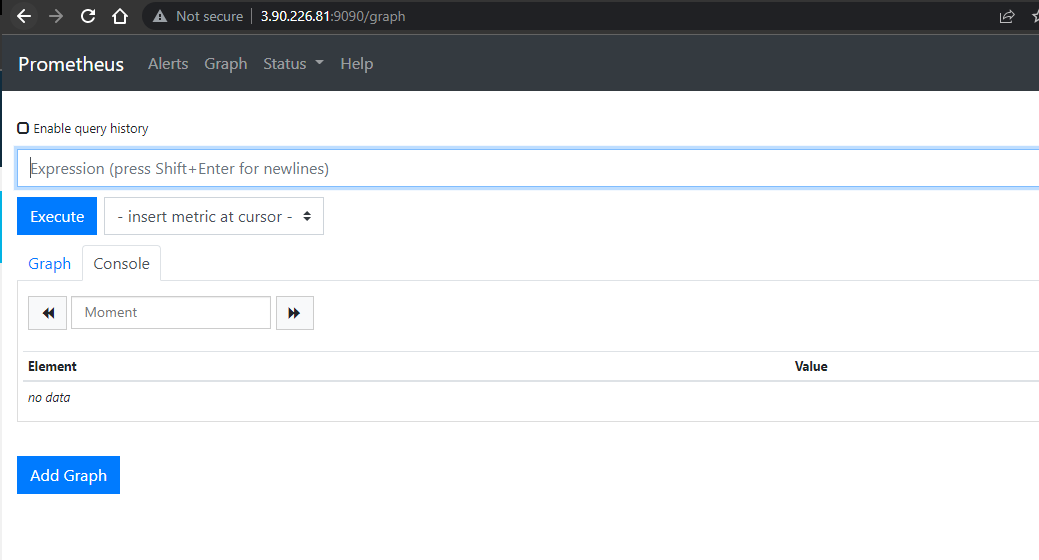 Not secure | 3.90.226.81:9090/graph
Prometheus Alerts Graph Status Help
Enable query history
Expression (press Shift+Enter for newlines)
Execute - insert metric at cursor -
Graph Console
Moment
Element Value
no data
Add Graph